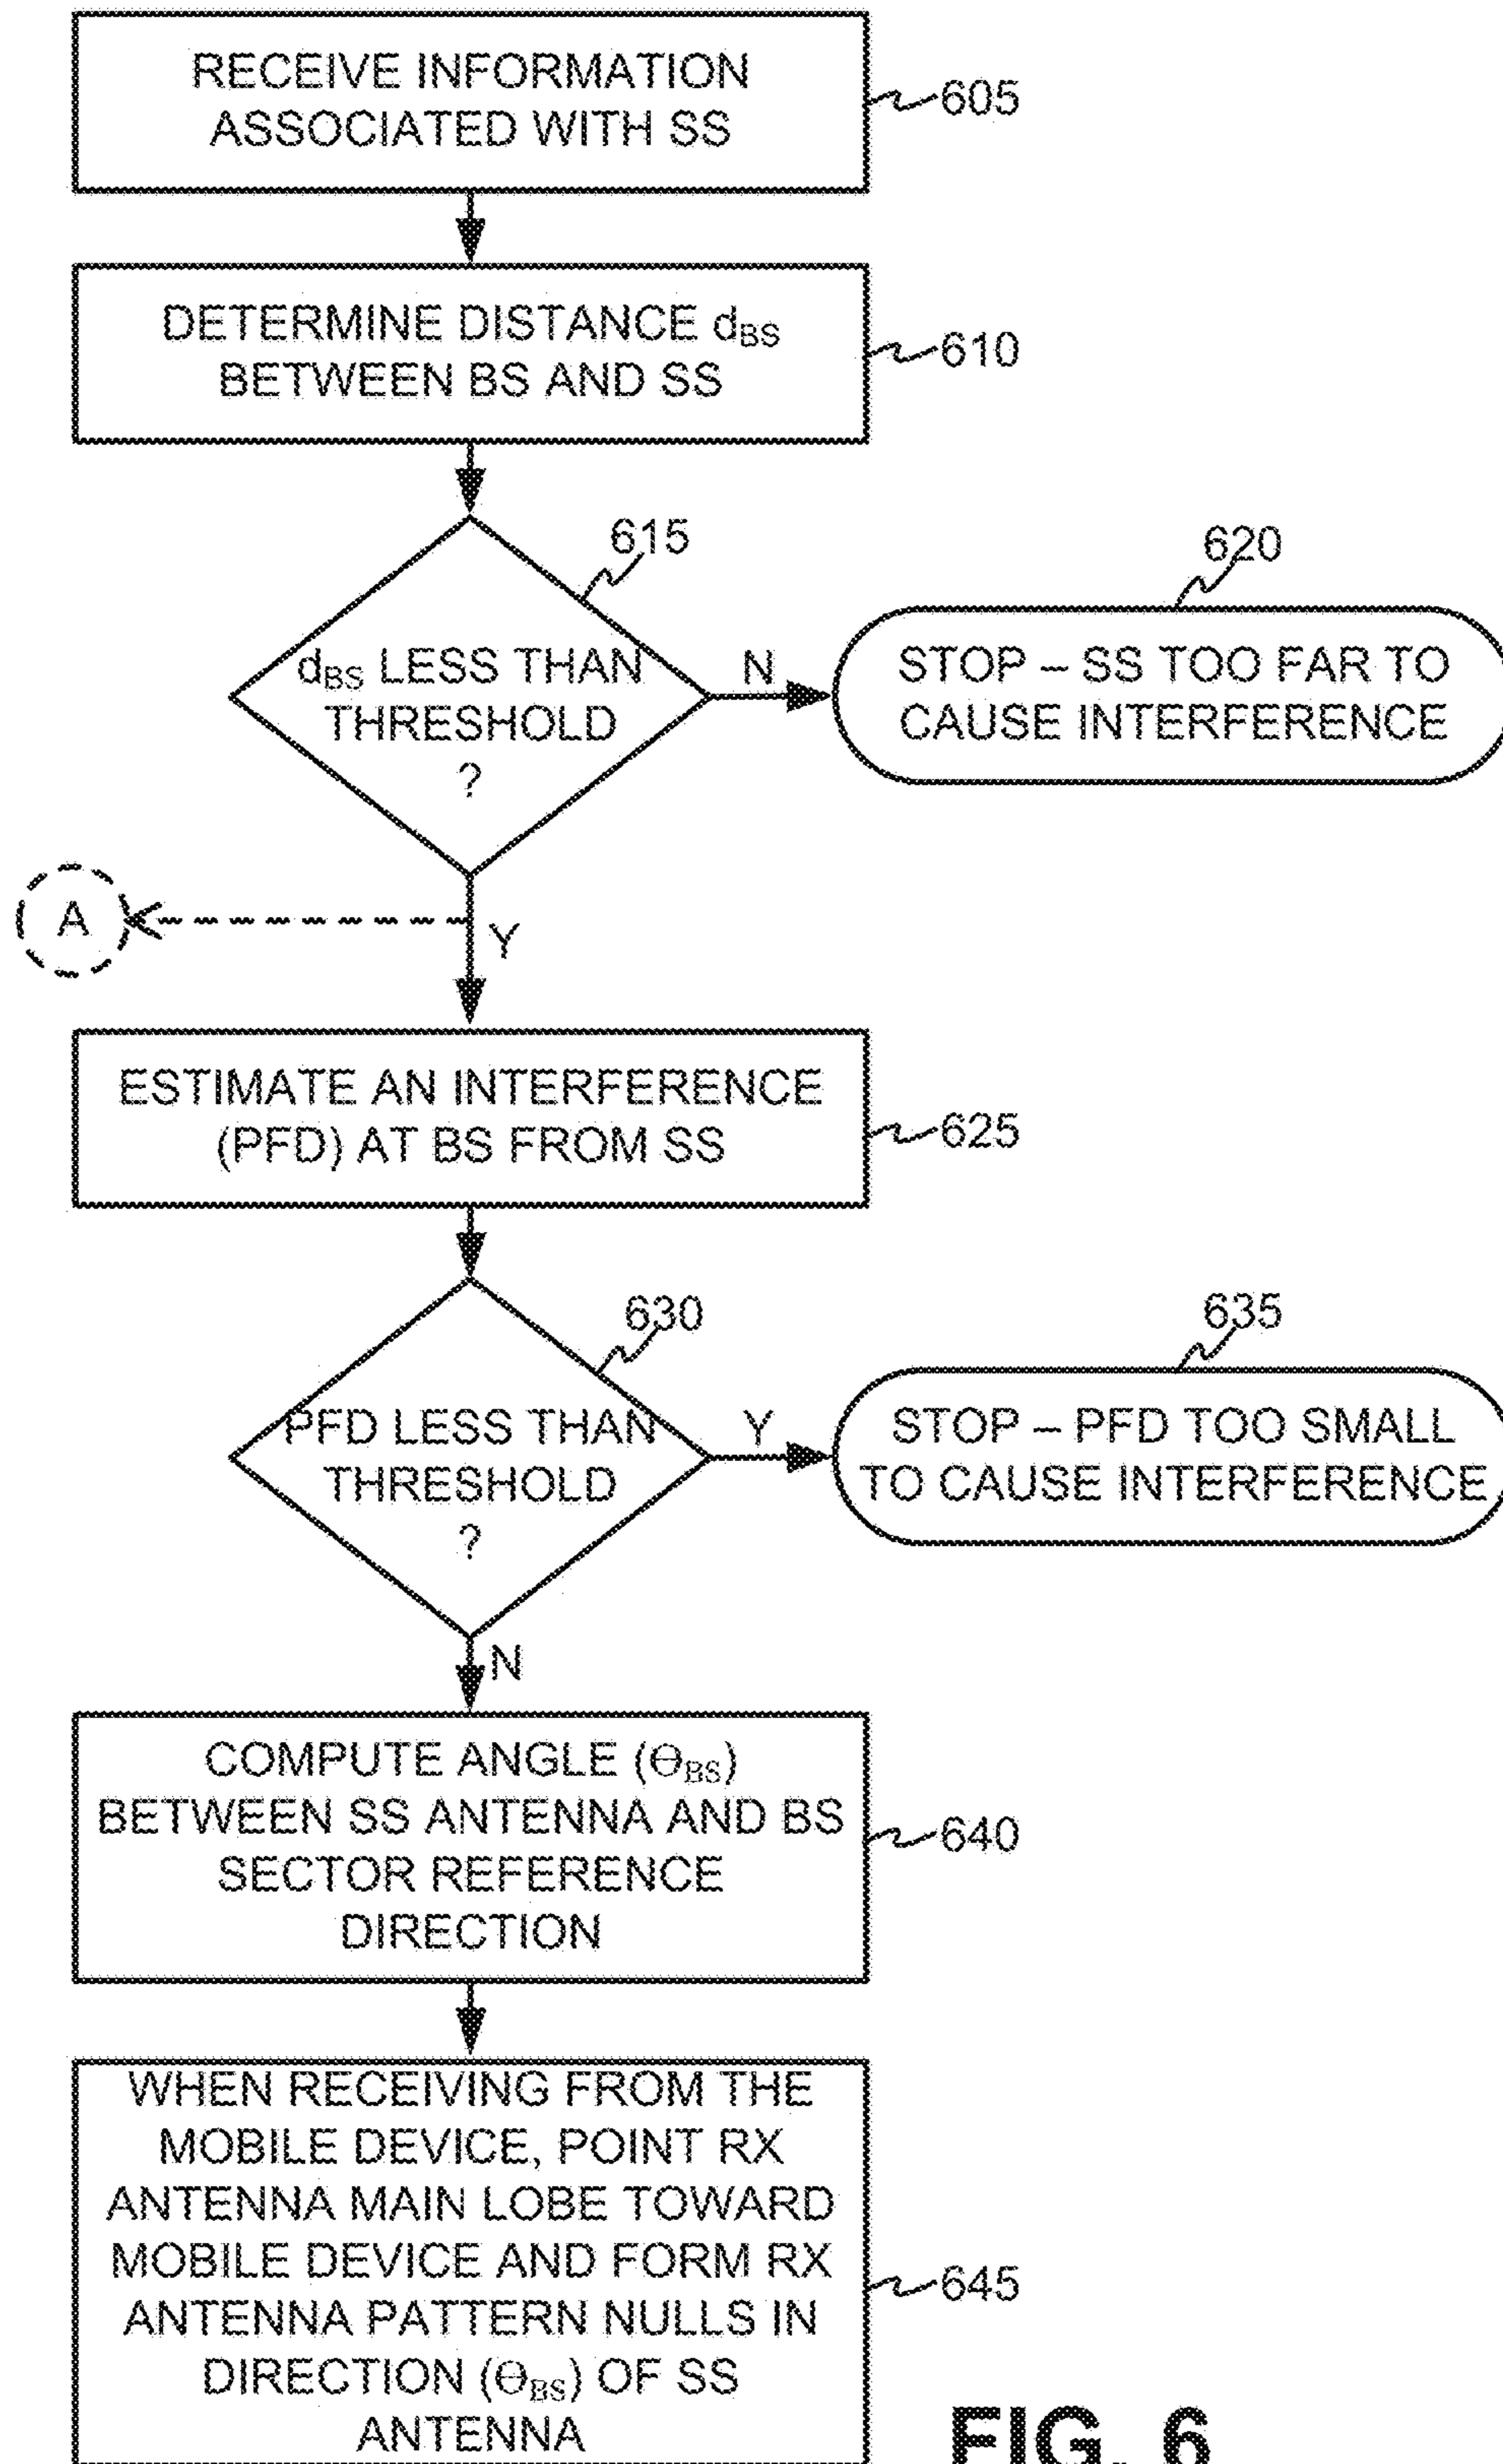 RECEIVE INFORMATION
ASSOCIATED WITH SS
605
DETERMINE DISTANCE dBS
BETWEEN BS AND SS
610
615
dBS LESS THAN
THRESHOLD
?
N
620
STOP – SS TOO FAR TO
CAUSE INTERFERENCE
A
Y
ESTIMATE AN INTERFERENCE
(PFD) AT BS FROM SS
625
630
PFD LESS THAN
THRESHOLD
?
Y
635
STOP – PFD TOO SMALL
TO CAUSE INTERFERENCE
N
COMPUTE ANGLE (ΘBS)
BETWEEN SS ANTENNA AND BS
SECTOR REFERENCE
DIRECTION
640
WHEN RECEIVING FROM THE
MOBILE DEVICE, POINT RX
ANTENNA MAIN LOBE TOWARD
MOBILE DEVICE AND FORM RX
ANTENNA PATTERN NULLS IN
DIRECTION (ΘBS) OF SS
ANTENNA
645
FIG. 6